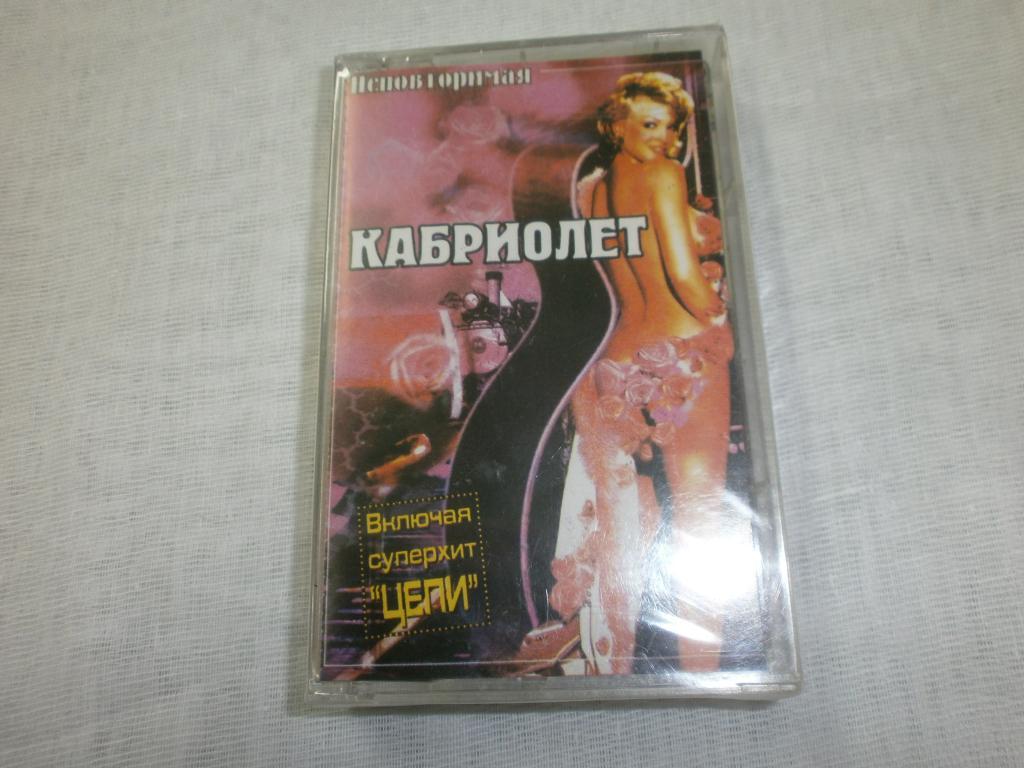 Неповторимая
КАБРИОЛЕТ
Включая
суперхит
"ЦЕПИ"